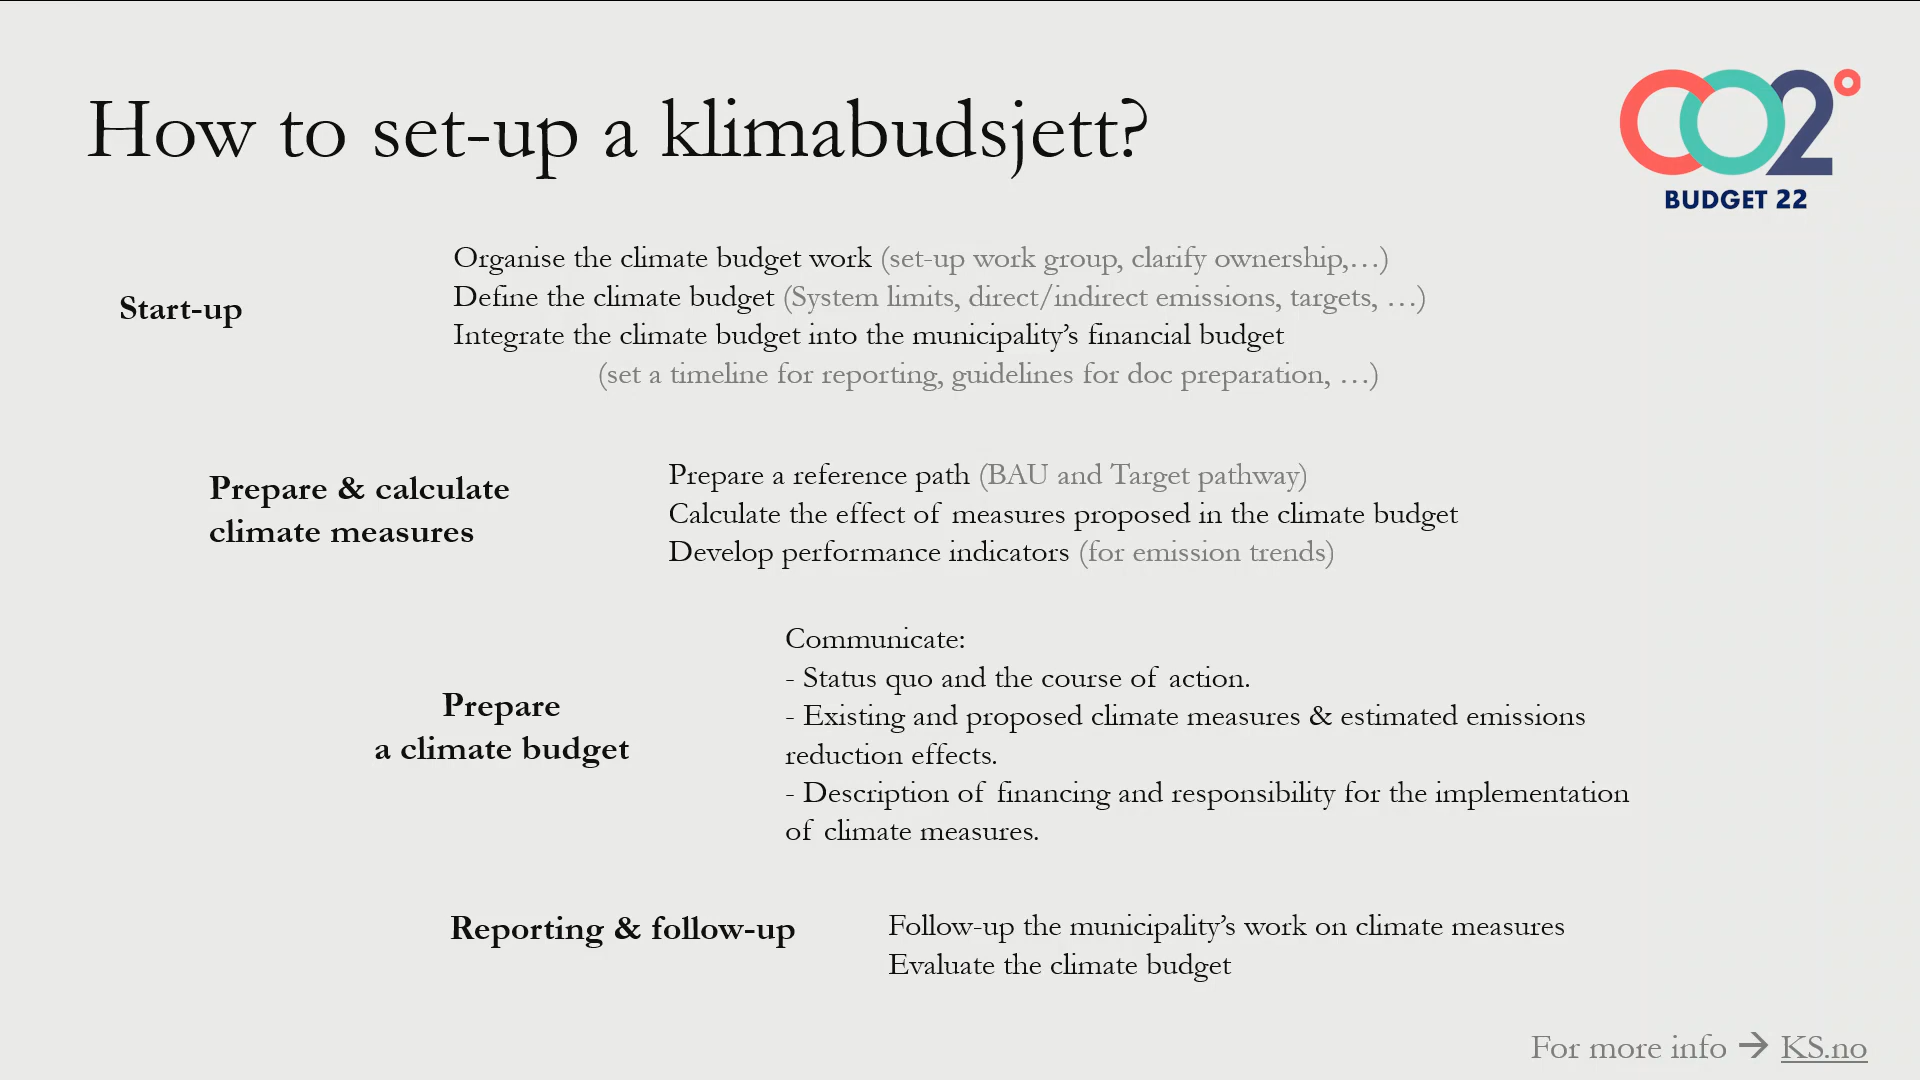 How to set-up a klimabudsjett?
CO2°
BUDGET 22
Start-up
Organise the climate budget work (set-up work group, clarify ownership,…)
Define the climate budget (System limits, direct/indirect emissions, targets, …)
Integrate the climate budget into the municipality’s financial budget
(set a timeline for reporting, guidelines for doc preparation, …)
Prepare & calculate
climate measures
Prepare a reference path (BAU and Target pathway)
Calculate the effect of measures proposed in the climate budget
Develop performance indicators (for emission trends)
Prepare
a climate budget
Communicate:
- Status quo and the course of action.
- Existing and proposed climate measures & estimated emissions
reduction effects.
- Description of financing and responsibility for the implementation
of climate measures.
Reporting & follow-up
Follow-up the municipality’s work on climate measures
Evaluate the climate budget
For more info → KS.no